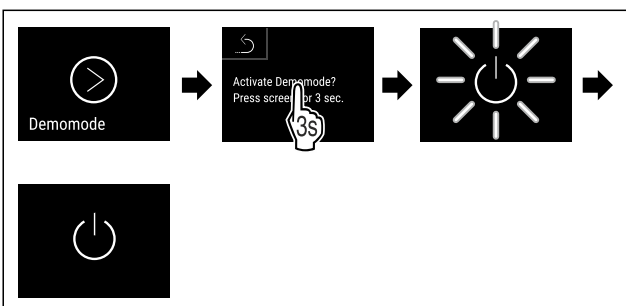 Demomode
Activate Demomode?
Press screen for 3 sec.
3s